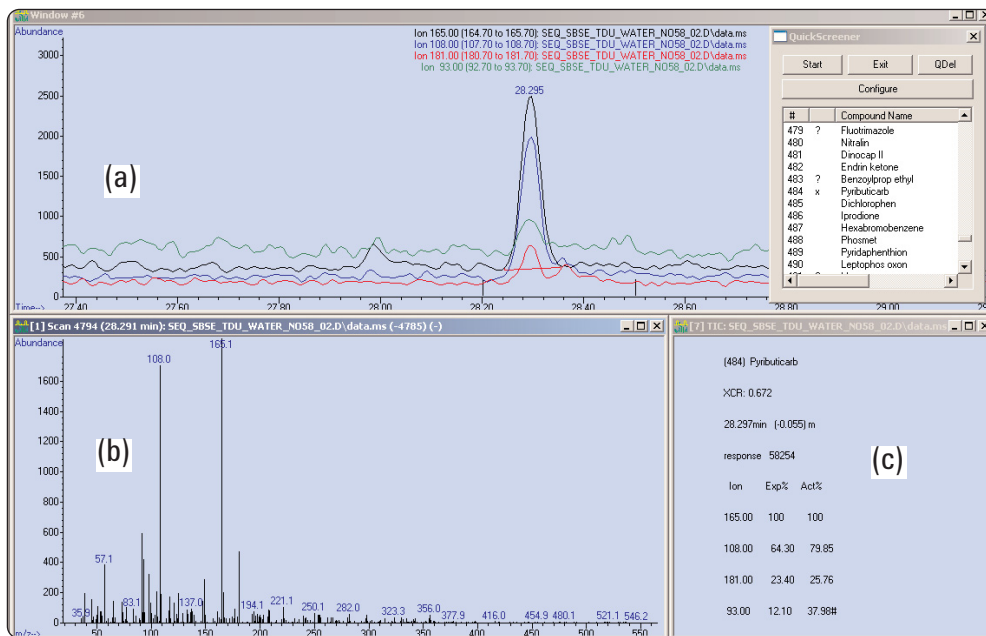 Window #6
Abundance
Ion 165.00 (164.70 to 165.70): SEQ_SBSE_TDU_WATER_NO58_02.D\data.ms
Ion 108.00 (107.70 to 108.70): SEQ_SBSE_TDU_WATER_NO58_02.D\data.ms
Ion 181.00 (180.70 to 181.70): SEQ_SBSE_TDU_WATER_NO58_02.D\data.ms
Ion 93.00 (92.70 to 93.70): SEQ_SBSE_TDU_WATER_NO58_02.D\data.ms
3000
2500
2000
1500
1000
500
0
28.295
(a)
Time-->
27.40 27.60 27.80 28.00 28.20 28.40 28.60 28.80 29.00
QuickScreener
Start Exit QDel
Configure
# Compound Name
479 ? Fluotrimazole
480 Nitralin
481 Dinocap II
482 Endrin ketone
483 ? Benzoylprop ethyl
484 x Pyributicarb
485 Dichlorophen
486 Iprodione
487 Hexabromobenzene
488 Phosmet
489 Pyridaphenthion
490 Leptophos oxon
[1] Scan 4794 (28.291 min): SEQ_SBSE_TDU_WATER_NO58_02.D\data.ms (-4785) (-)
Abundance
1600
1400
1200
1000
800
600
400
200
0
165.1
108.0
(b)
57.1
35.9 83.1 137.0 194.1 221.1 250.1 282.0 323.3 356.0 377.9 416.0 454.9 480.1 521.1 546.2
m/z-->
50 100 150 200 250 300 350 400 450 500 550
[7] TIC: SEQ_SBSE_TDU_WATER_NO58_02.D\data.ms
(484) Pyributicarb
XCR: 0.672
28.297min (-0.055) m
response 58254
(c)
Ion Exp% Act%
165.00 100 100
108.00 64.30 79.85
181.00 23.40 25.76
93.00 12.10 37.98#